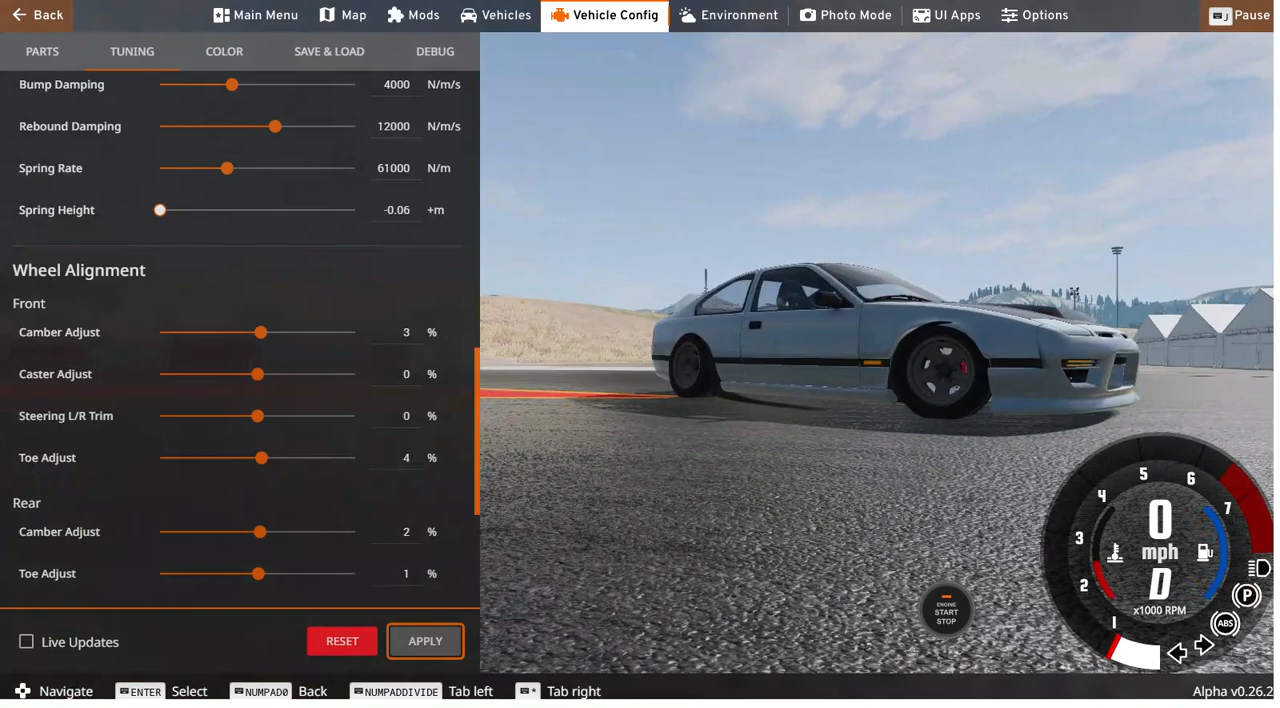 Back Main Menu Map Mods Vehicles Vehicle Config Environment Photo Mode UI Apps Options J Pause
PARTS TUNING COLOR SAVE & LOAD DEBUG
Bump Damping 4000 N/m/s
Rebound Damping 12000 N/m/s
Spring Rate 61000 N/m
Spring Height -0.06 +m
Wheel Alignment
Front
Camber Adjust 3 %
Caster Adjust 0 %
Steering L/R Trim 0 %
Toe Adjust 4 %
Rear
Camber Adjust 2 %
Toe Adjust 1 %
Live Updates RESET APPLY
5
4 6
3 0 7
mph
2 D
x1000 RPM P
1 ABS
ENGINE
START
STOP
Navigate ENTER Select NUMPAD0 Back NUMPADDIVIDE Tab left * Tab right Alpha v0.26.2